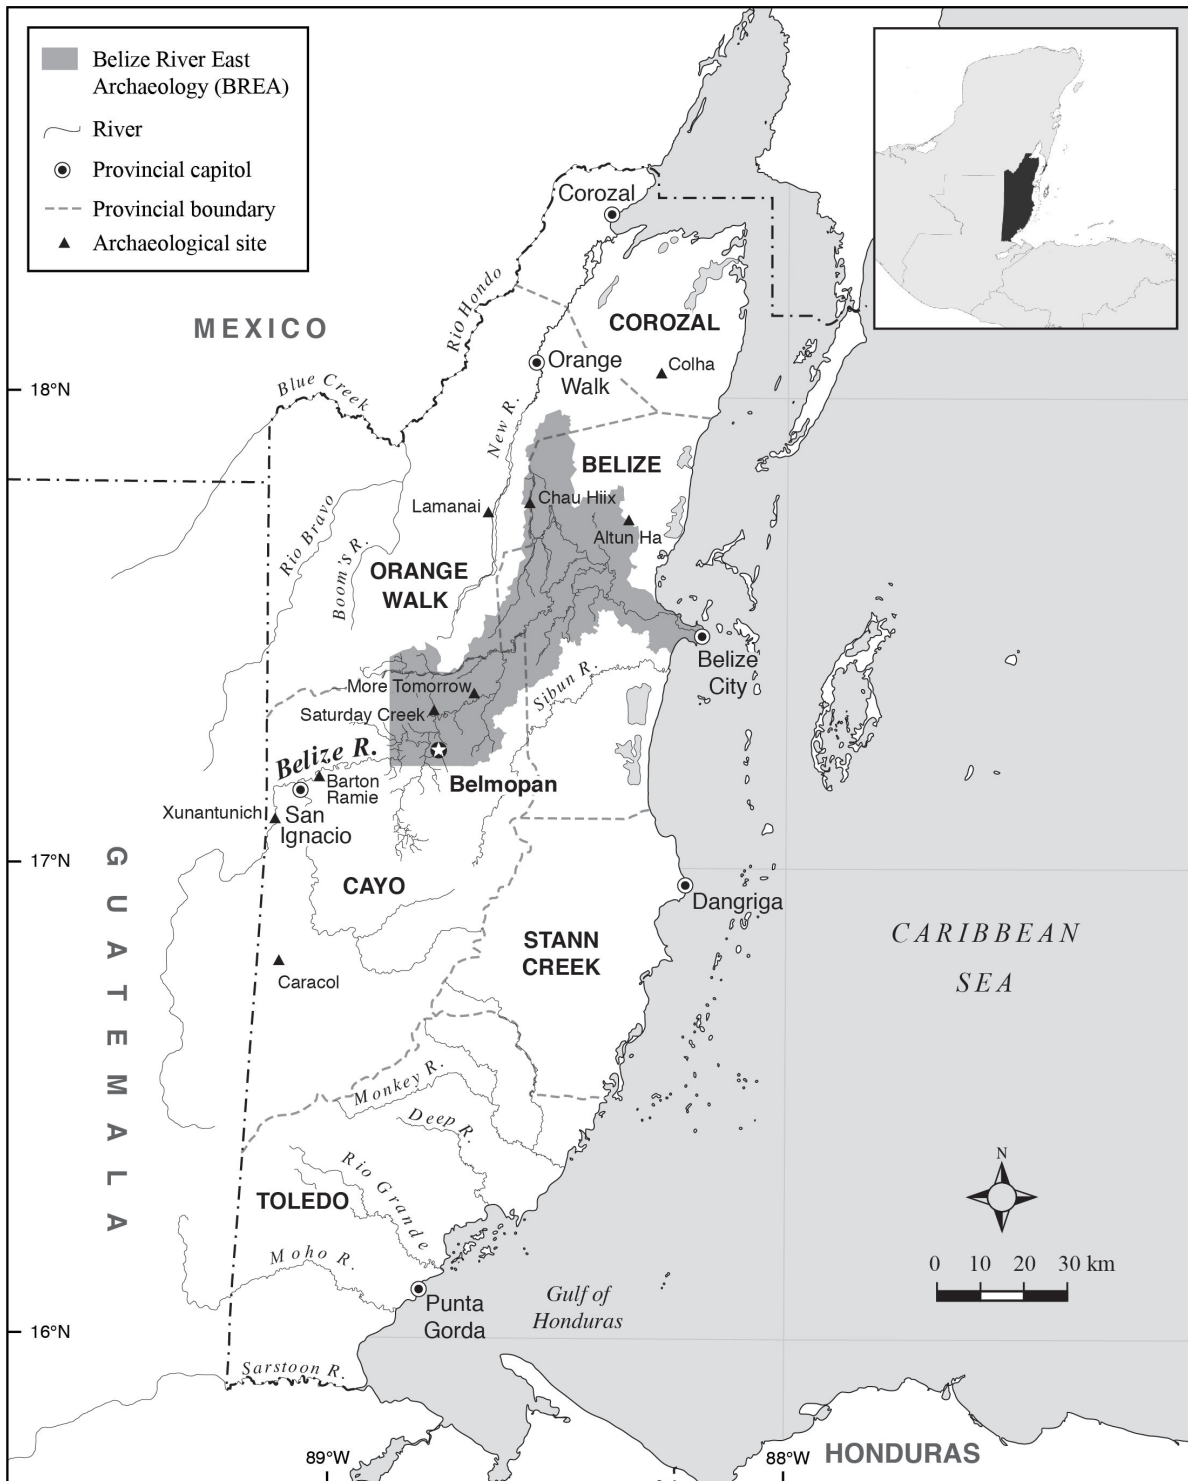 Belize River East
Archaeology (BREA)
River
Provincial capitol
Provincial boundary
Archaeological site
Corozal
Rio Hondo
MEXICO
COROZAL
Orange
Walk
Colha
18°N
Blue Creek
New R.
BELIZE
Lamanai
Chau Hiix
Altun Ha
Rio Bravo
Boom's R.
ORANGE
WALK
Belize
City
Sibun R.
More Tomorrow
Saturday Creek
Belize R.
Belmopan
Barton
Ramie
Xunantunich
San
Ignacio
17°N
GUATEMALA
CAYO
Dangriga
STANN
CREEK
CARIBBEAN
SEA
Caracol
Monkey R.
Deep R.
Rio Grande
TOLEDO
Moho R.
N
0 10 20 30 km
Punta
Gorda
Gulf of
Honduras
16°N
Sarstoon R.
89°W
88°W
HONDURAS